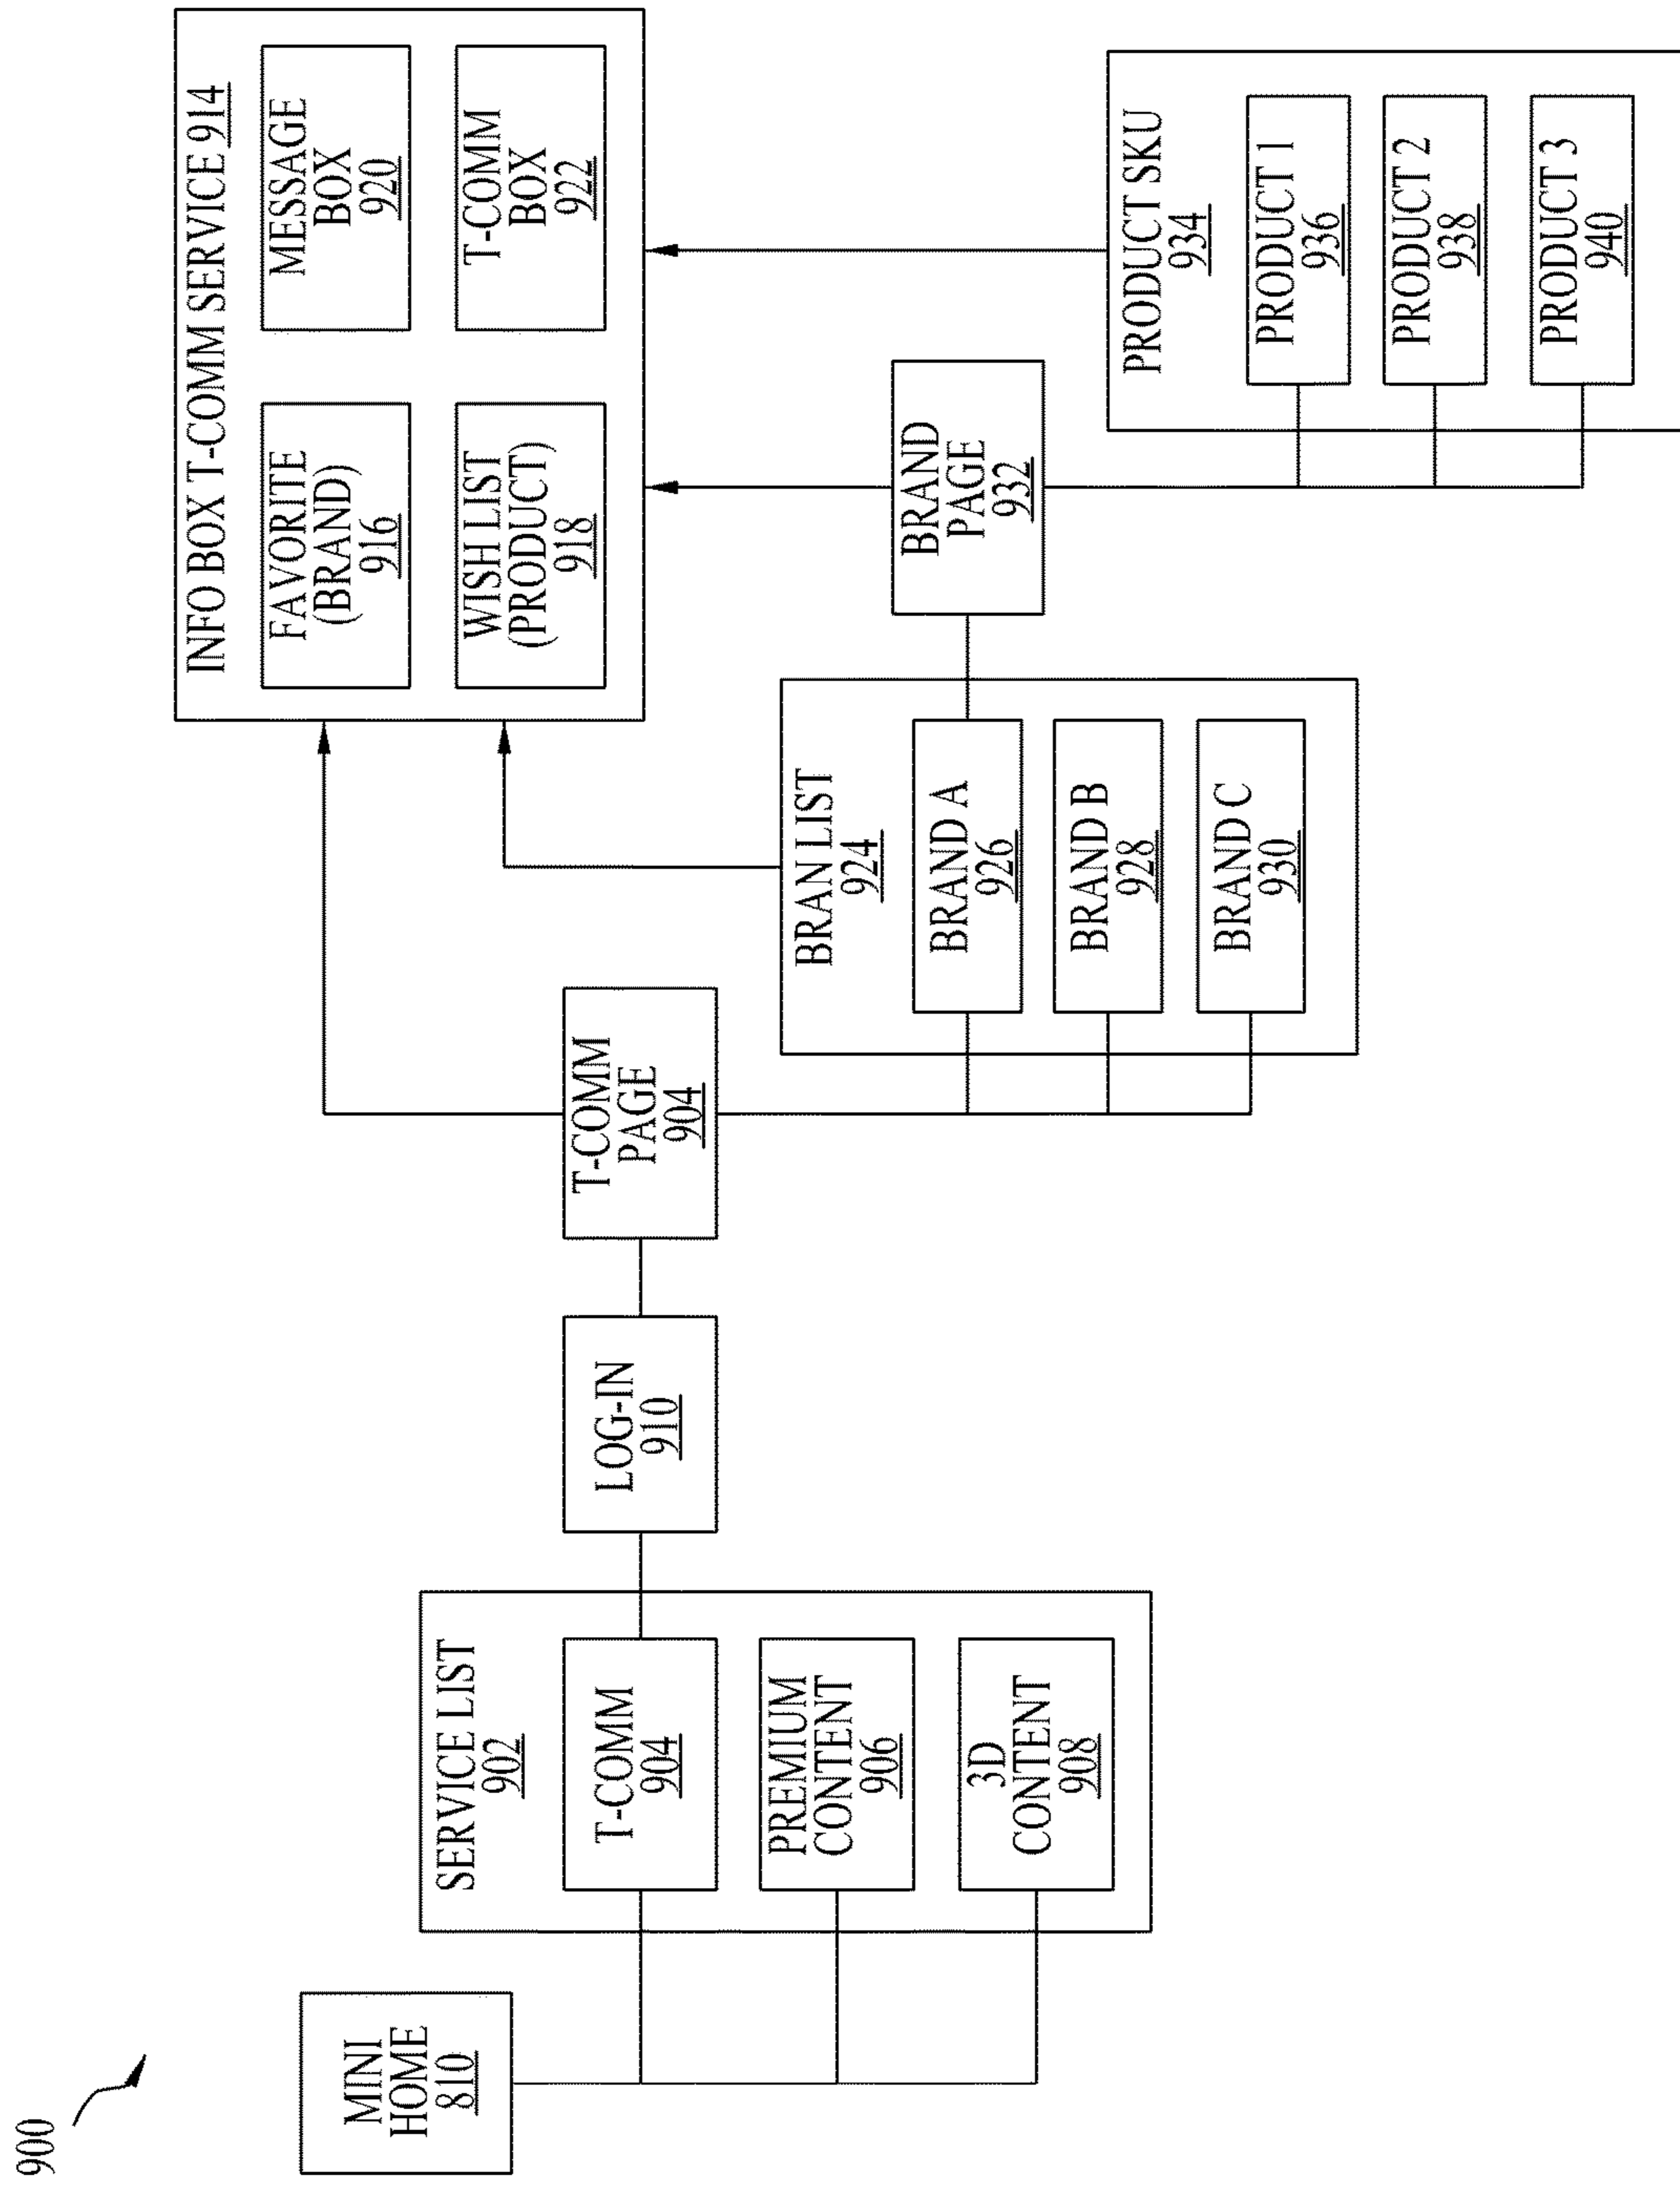 900
MINI
HOME
810
SERVICE LIST
902
T-COMM
904
PREMIUM
CONTENT
906
3D
CONTENT
908
LOG-IN
910
T-COMM
PAGE
904
BRAN LIST
924
BRAND A
926
BRAND B
928
BRAND C
930
INFO BOX T-COMM SERVICE 914
FAVORITE
(BRAND)
916
MESSAGE
BOX
920
WISH LIST
(PRODUCT)
918
T-COMM
BOX
922
BRAND
PAGE
932
PRODUCT SKU
934
PRODUCT 1
936
PRODUCT 2
938
PRODUCT 3
940